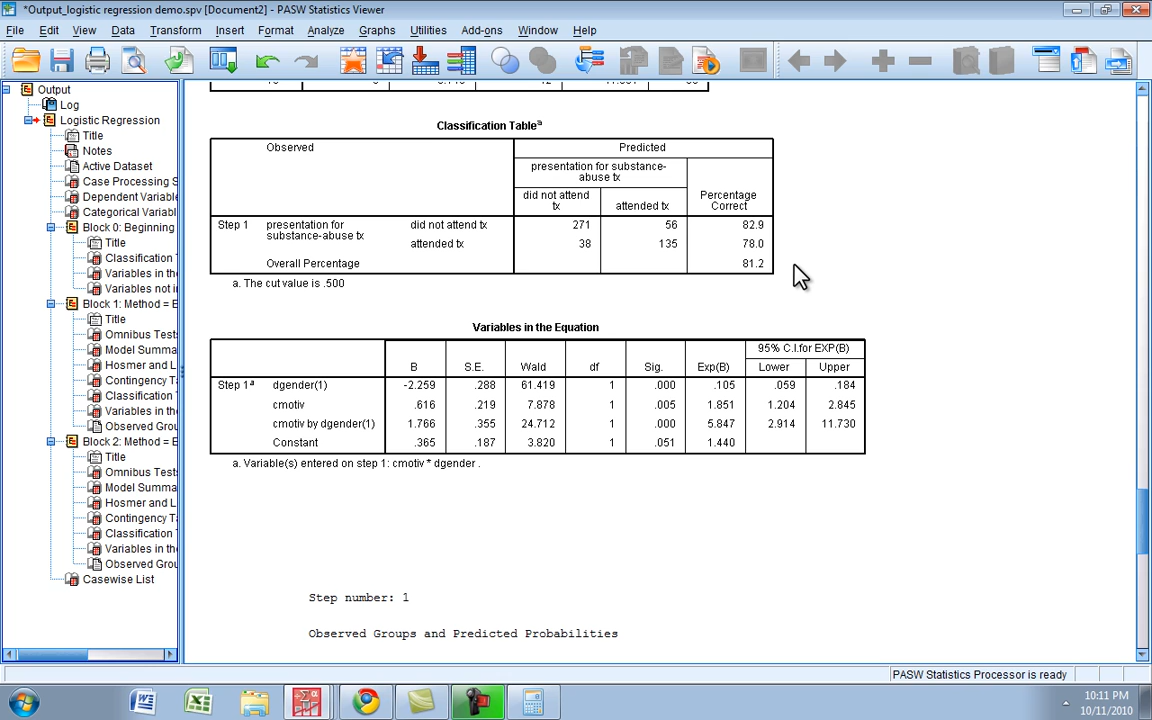 *Output_logistic regression demo.spv [Document2] - PASW Statistics Viewer
File Edit View Data Transform Insert Format Analyze Graphs Utilities Add-ons Window Help
Output
Log
Logistic Regression
Title
Notes
Active Dataset
Case Processing S
Dependent Variable
Categorical Variabl
Block 0: Beginning
Title
Classification
Variables in the
Variables not i
Block 1: Method = E
Title
Omnibus Tests
Model Summa
Hosmer and L
Contingency T
Classification
Variables in the
Observed Grou
Block 2: Method = E
Title
Omnibus Tests
Model Summa
Hosmer and L
Contingency T
Classification
Variables in the
Observed Grou
Casewise List
Classification Tableª
Observed Predicted
presentation for substance-
abuse tx
Percentage
Correct
did not attend
tx
attended tx
Step 1 presentation for
substance-abuse tx
did not attend tx 271 56 82.9
attended tx 38 135 78.0
Overall Percentage 81.2
a. The cut value is .500
Variables in the Equation
95% C.I.for EXP(B)
B S.E. Wald df Sig. Exp(B) Lower Upper
Step 1ª dgender(1) -2.259 .288 61.419 1 .000 .105 .059 .184
cmotiv .616 .219 7.878 1 .005 1.851 1.204 2.845
cmotiv by dgender(1) 1.766 .355 24.712 1 .000 5.847 2.914 11.730
Constant .365 .187 3.820 1 .051 1.440
a. Variable(s) entered on step 1: cmotiv * dgender .
Step number: 1
Observed Groups and Predicted Probabilities
PASW Statistics Processor is ready
10:11 PM
10/11/2010